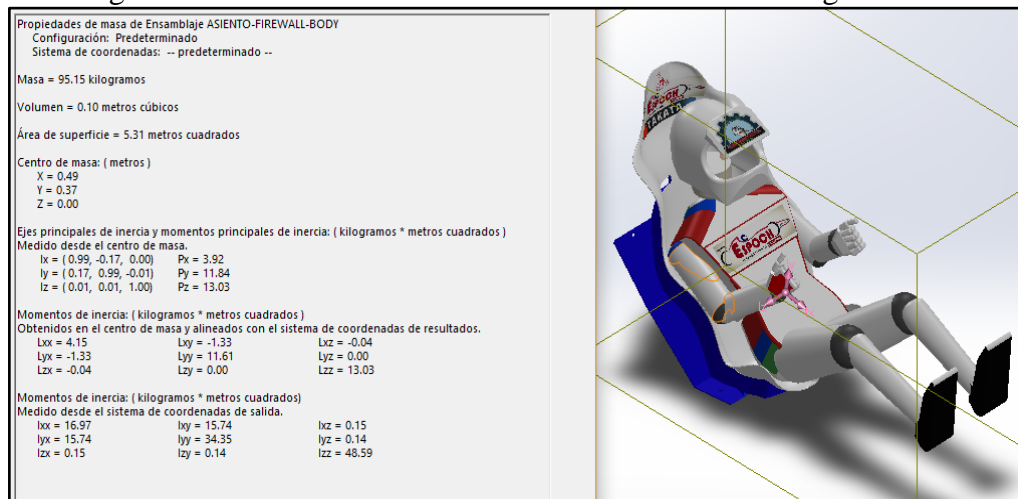 Propiedades de masa de Ensamblaje ASIENTO-FIREWALL-BODY
Configuración: Predeterminado
Sistema de coordenadas: -- predeterminado --
Masa = 95.15 kilogramos
Volumen = 0.10 metros cúbicos
Área de superficie = 5.31 metros cuadrados
Centro de masa: ( metros )
X = 0.49
Y = 0.37
Z = 0.00
Ejes principales de inercia y momentos principales de inercia: ( kilogramos * metros cuadrados )
Medido desde el centro de masa.
Ix = ( 0.99, -0.17, 0.00) Px = 3.92
Iy = ( 0.17, 0.99, -0.01) Py = 11.84
Iz = ( 0.01, 0.01, 1.00) Pz = 13.03
Momentos de inercia: ( kilogramos * metros cuadrados )
Obtenidos en el centro de masa y alineados con el sistema de coordenadas de resultados.
Lxx = 4.15 Lxy = -1.33 Lxz = -0.04
Lyx = -1.33 Lyy = 11.61 Lyz = 0.00
Lzx = -0.04 Lzy = 0.00 Lzz = 13.03
Momentos de inercia: ( kilogramos * metros cuadrados)
Medido desde el sistema de coordenadas de salida.
Ixx = 16.97 Ixy = 15.74 Ixz = 0.15
Iyx = 15.74 Iyy = 34.35 Iyz = 0.14
Izx = 0.15 Izy = 0.14 Izz = 48.59
ESPOCH
TAKATA
ESPOCH